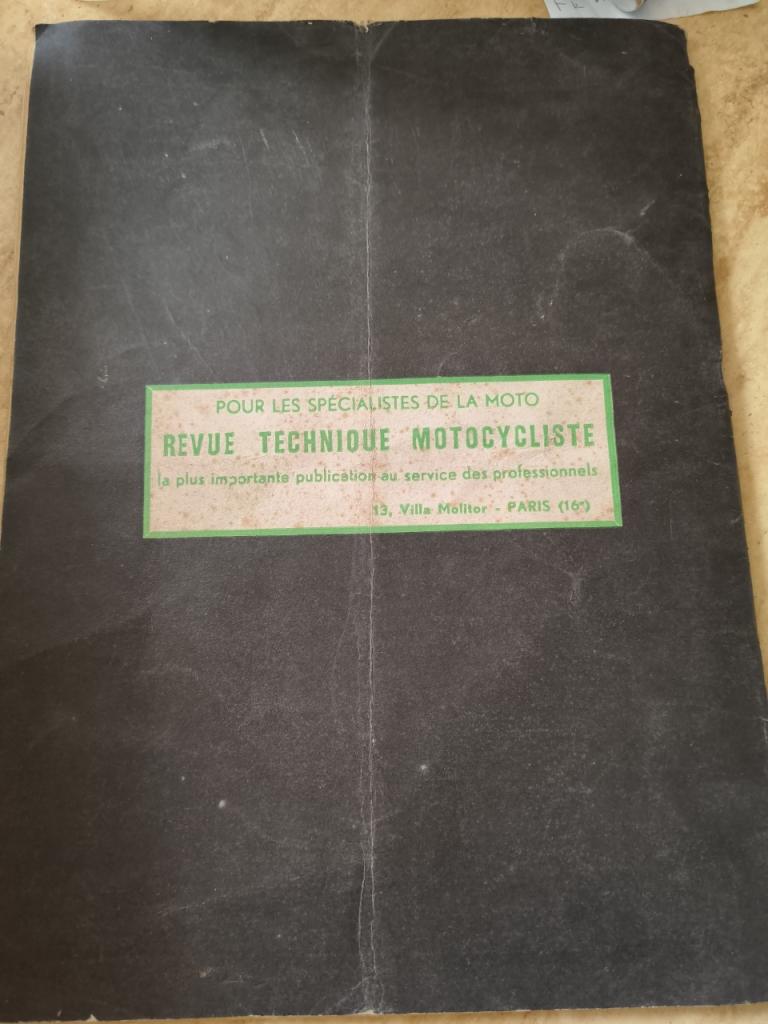 POUR LES SPÉCIALISTES DE LA MOTO
REVUE TECHNIQUE MOTOCYCLISTE
la plus importante publication au service des professionnels
13, Villa Molitor - PARIS (16ᵉ)